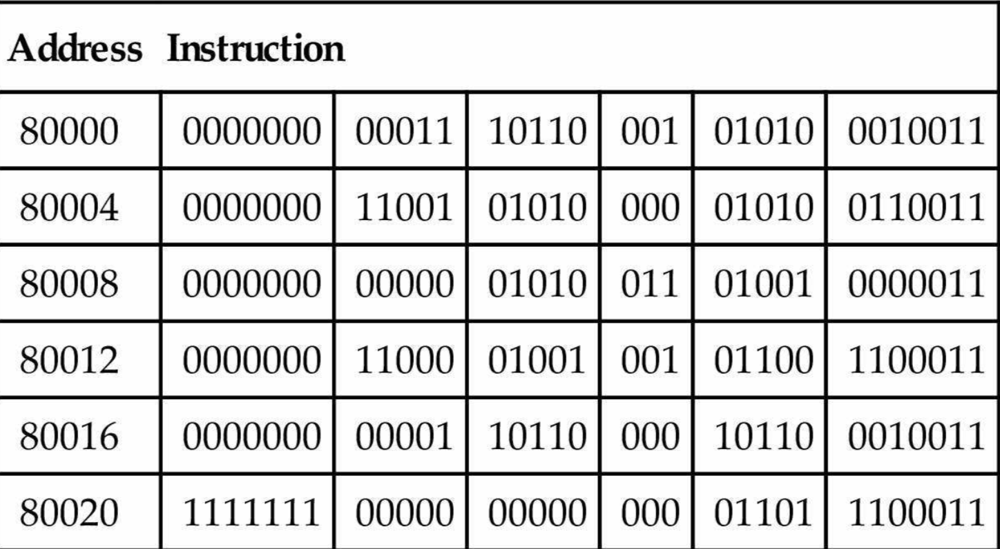 Address Instruction
80000 0000000 00011 10110 001 01010 0010011
80004 0000000 11001 01010 000 01010 0110011
80008 0000000 00000 01010 011 01001 0000011
80012 0000000 11000 01001 001 01100 1100011
80016 0000000 00001 10110 000 10110 0010011
80020 1111111 00000 00000 000 01101 1100011